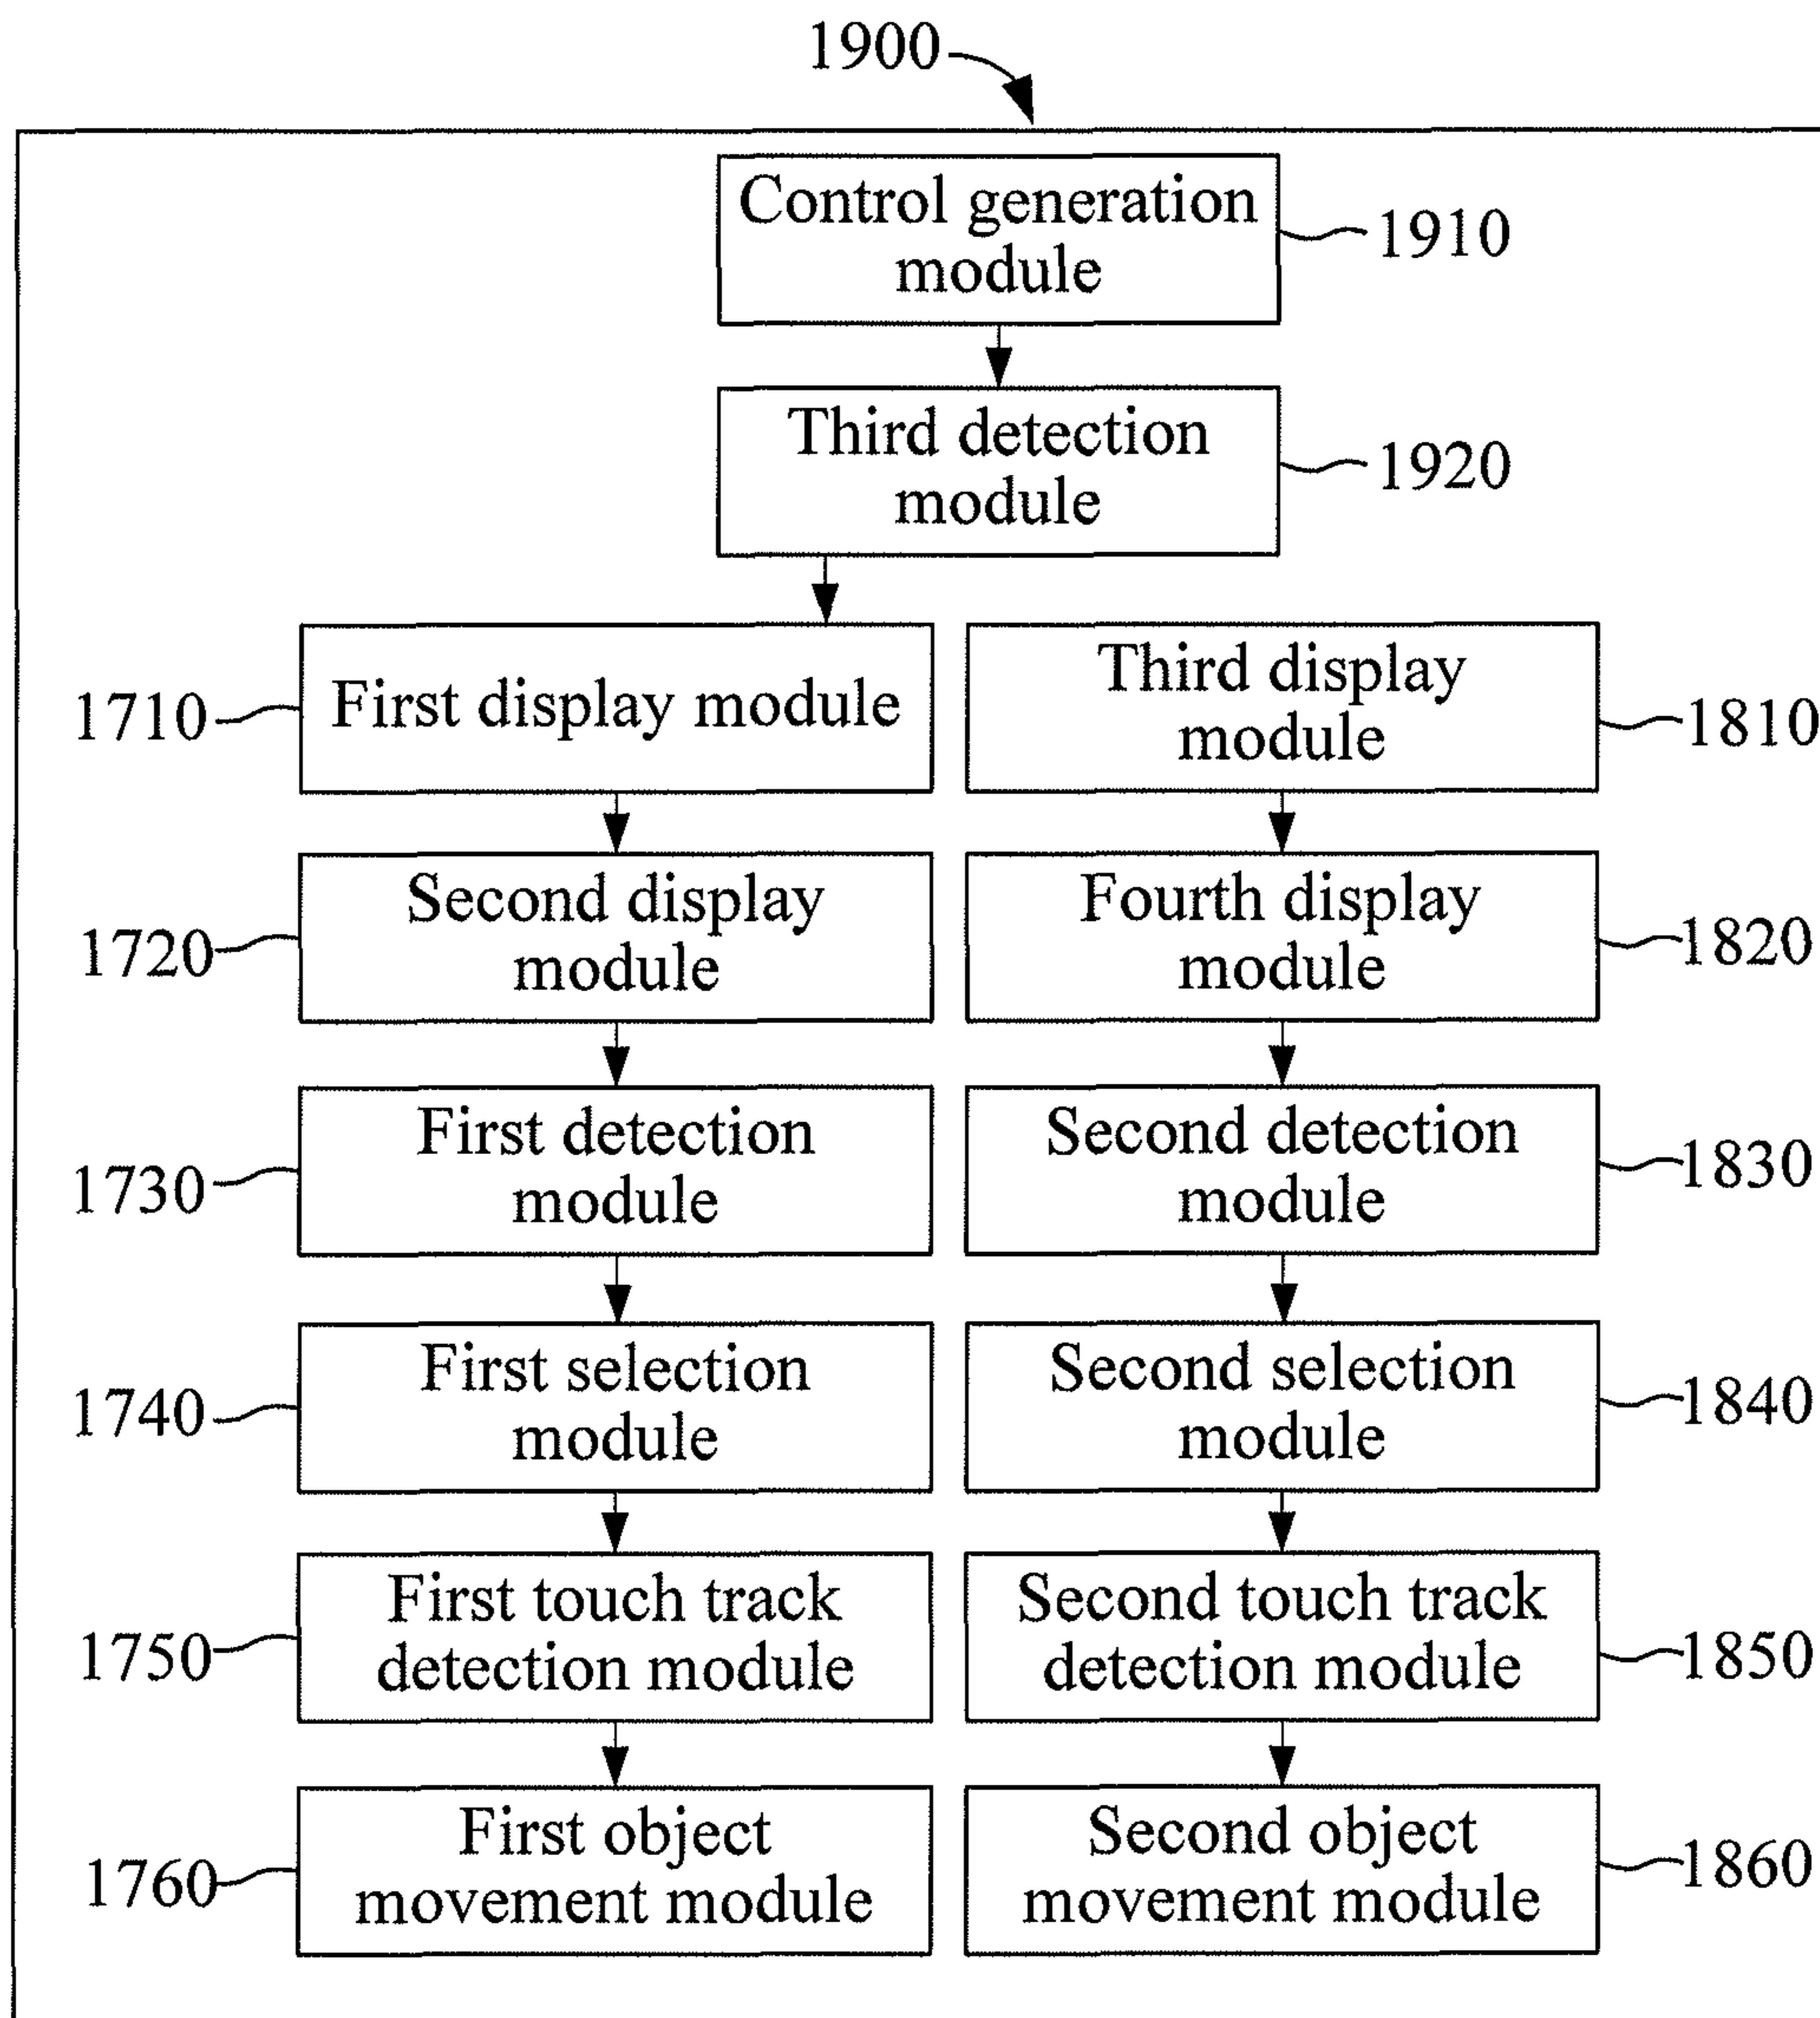 1900
Control generation
module
1910
Third detection
module
1920
1710
First display module
Third display
module
1810
1720
Second display
module
Fourth display
module
1820
1730
First detection
module
Second detection
module
1830
1740
First selection
module
Second selection
module
1840
1750
First touch track
detection module
Second touch track
detection module
1850
1760
First object
movement module
Second object
movement module
1860